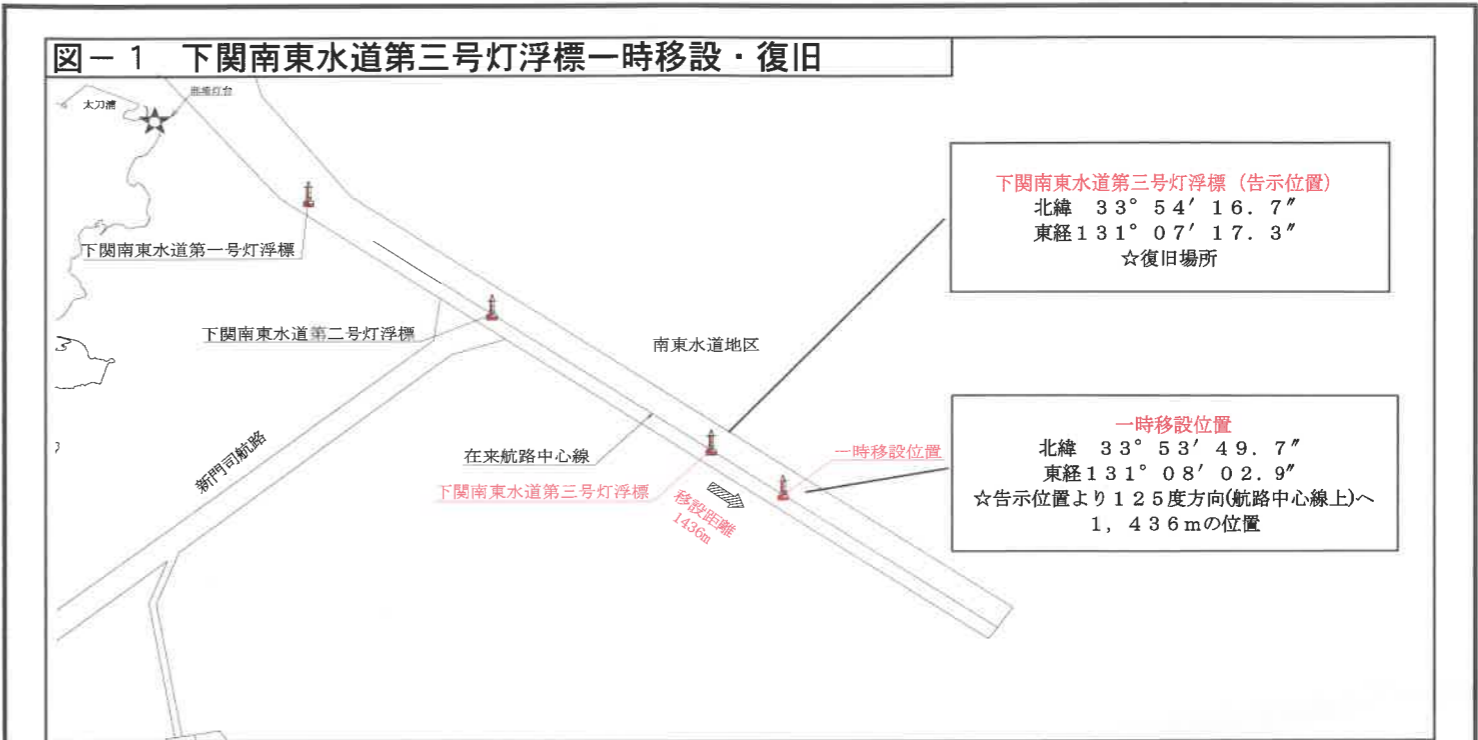 図－１　下関南東水道第三号灯浮標一時移設・復旧
太刀浦
下関南東水道第一号灯浮標
下関南東水道第二号灯浮標
南東水道地区
新門司航路
在来航路中心線
下関南東水道第三号灯浮標
移設距離
1436m
一時移設位置
下関南東水道第三号灯浮標（告示位置）
北緯　３３°５４′１６．７″
東経１３１°０７′１７．３″
☆復旧場所
一時移設位置
北緯　３３°５３′４９．７″
東経１３１°０８′０２．９″
☆告示位置より１２５度方向(航路中心線上)へ
１，４３６ｍの位置